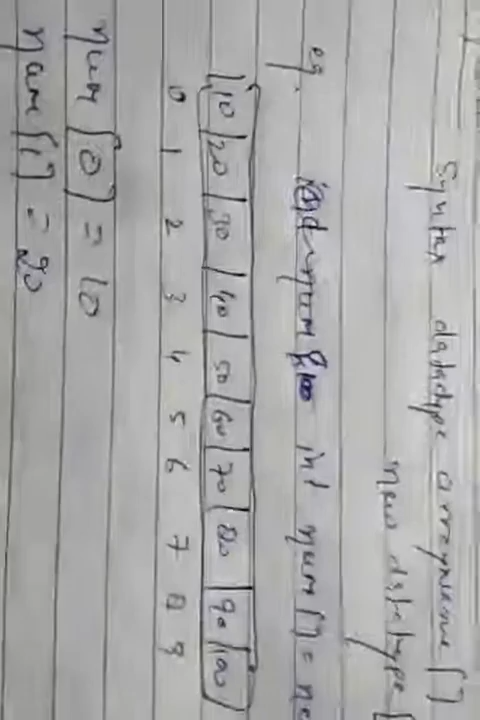 Syntax datatype arrayname []
new datatype [
eg. int num [] = ne
10 20 30 40 50 60 70 80 90 100
0 1 2 3 4 5 6 7 8 9
num [0] = 10
num [1] = 20